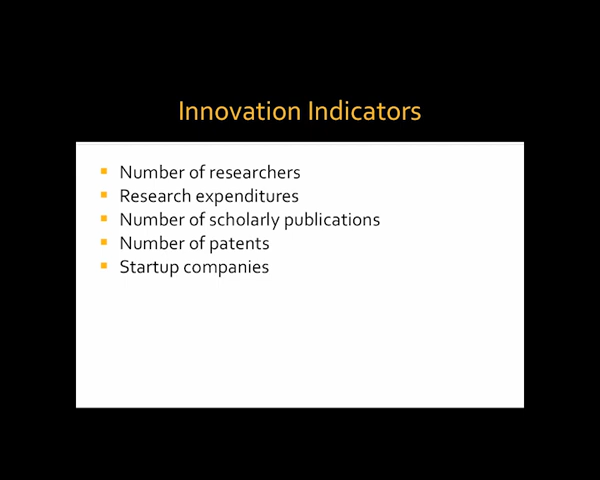 Innovation Indicators
Number of researchers
Research expenditures
Number of scholarly publications
Number of patents
Startup companies